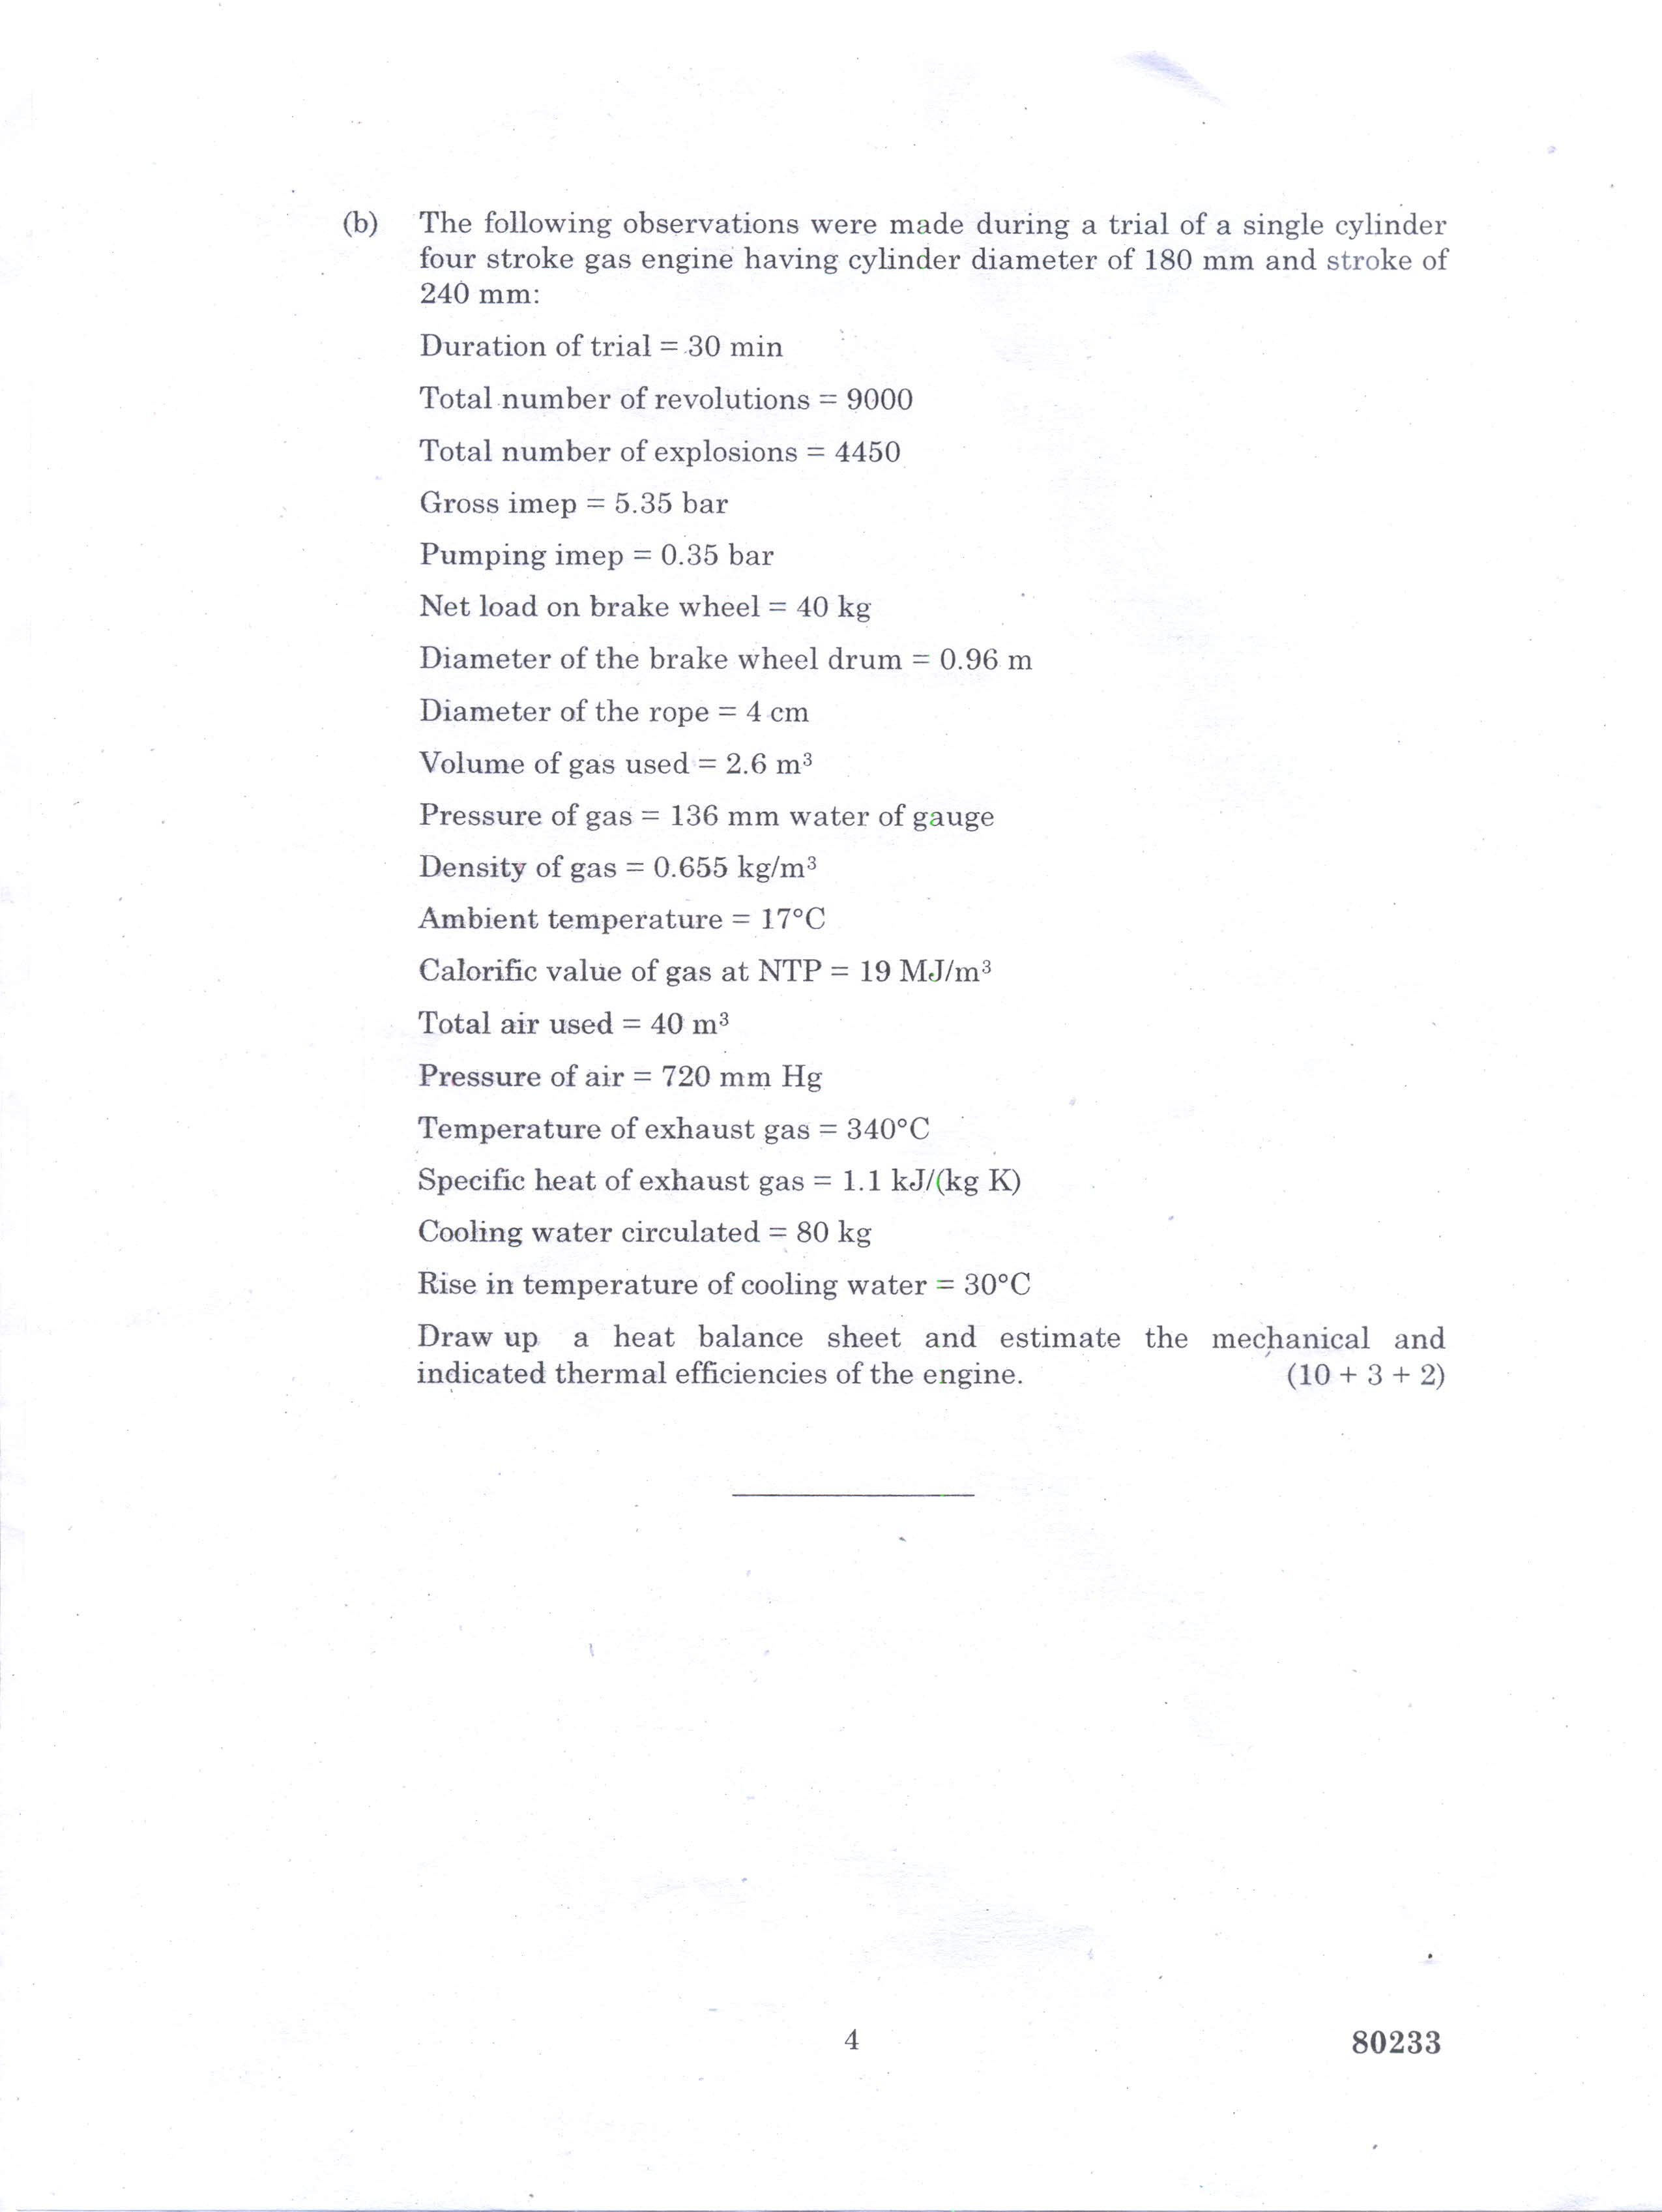 (b) The following observations were made during a trial of a single cylinder
four stroke gas engine having cylinder diameter of 180 mm and stroke of
240 mm:
Duration of trial = 30 min
Total number of revolutions = 9000
Total number of explosions = 4450
Gross imep = 5.35 bar
Pumping imep = 0.35 bar
Net load on brake wheel = 40 kg
Diameter of the brake wheel drum = 0.96 m
Diameter of the rope = 4 cm
Volume of gas used = 2.6 m³
Pressure of gas = 136 mm water of gauge
Density of gas = 0.655 kg/m³
Ambient temperature = 17°C
Calorific value of gas at NTP = 19 MJ/m³
Total air used = 40 m³
Pressure of air = 720 mm Hg
Temperature of exhaust gas = 340°C
Specific heat of exhaust gas = 1.1 kJ/(kg K)
Cooling water circulated = 80 kg
Rise in temperature of cooling water = 30°C
Draw up a heat balance sheet and estimate the mechanical and
indicated thermal efficiencies of the engine. (10 + 3 + 2)
4 80233